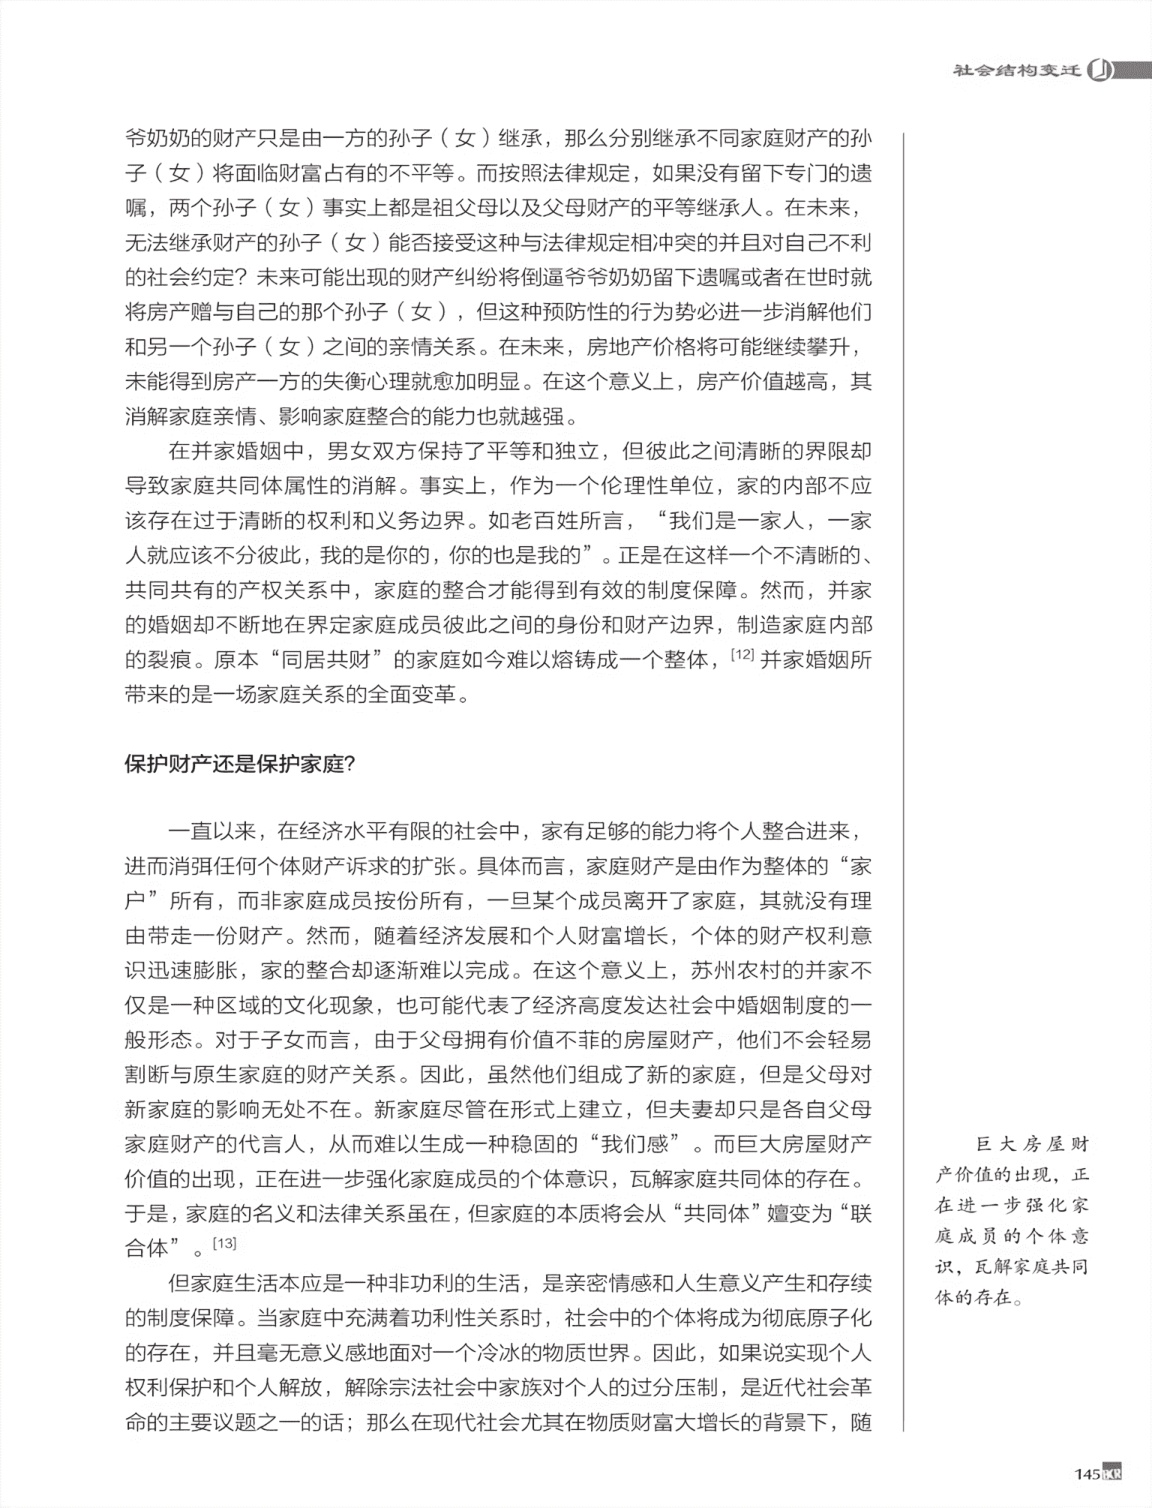 社会结构变迁
爷奶奶的财产只是由一方的孙子（女）继承，那么分别继承不同家庭财产的孙
子（女）将面临财富占有的不平等。而按照法律规定，如果没有留下专门的遗
嘱，两个孙子（女）事实上都是祖父母以及父母财产的平等继承人。在未来，
无法继承财产的孙子（女）能否接受这种与法律规定相冲突的并且对自己不利
的社会约定？未来可能出现的财产纠纷将倒逼爷爷奶奶留下遗嘱或者在世时就
将房产赠与自己的那个孙子（女），但这种预防性的行为势必进一步消解他们
和另一个孙子（女）之间的亲情关系。在未来，房地产价格将可能继续攀升，
未能得到房产一方的失衡心理就愈加明显。在这个意义上，房产价值越高，其
消解家庭亲情、影响家庭整合的能力也就越强。
在并家婚姻中，男女双方保持了平等和独立，但彼此之间清晰的界限却
导致家庭共同体属性的消解。事实上，作为一个伦理性单位，家的内部不应
该存在过于清晰的权利和义务边界。如老百姓所言，“我们是一家人，一家
人就应该不分彼此，我的是你的，你的也是我的”。正是在这样一个不清晰的、
共同共有的产权关系中，家庭的整合才能得到有效的制度保障。然而，并家
的婚姻却不断地在界定家庭成员彼此之间的身份和财产边界，制造家庭内部
的裂痕。原本“同居共财”的家庭如今难以熔铸成一个整体，[12] 并家婚姻所
带来的是一场家庭关系的全面变革。
保护财产还是保护家庭？
一直以来，在经济水平有限的社会中，家有足够的能力将个人整合进来，
进而消弭任何个体财产诉求的扩张。具体而言，家庭财产是由作为整体的“家
户”所有，而非家庭成员按份所有，一旦某个成员离开了家庭，其就没有理
由带走一份财产。然而，随着经济发展和个人财富增长，个体的财产权利意
识迅速膨胀，家的整合却逐渐难以完成。在这个意义上，苏州农村的并家不
仅是一种区域的文化现象，也可能代表了经济高度发达社会中婚姻制度的一
般形态。对于子女而言，由于父母拥有价值不菲的房屋财产，他们不会轻易
割断与原生家庭的财产关系。因此，虽然他们组成了新的家庭，但是父母对
新家庭的影响无处不在。新家庭尽管在形式上建立，但夫妻却只是各自父母
家庭财产的代言人，从而难以生成一种稳固的“我们感”。而巨大房屋财产
价值的出现，正在进一步强化家庭成员的个体意识，瓦解家庭共同体的存在。
于是，家庭的名义和法律关系虽在，但家庭的本质将会从“共同体”嬗变为“联
合体”。[13]
但家庭生活本应是一种非功利的生活，是亲密情感和人生意义产生和存续
的制度保障。当家庭中充满着功利性关系时，社会中的个体将成为彻底原子化
的存在，并且毫无意义感地面对一个冷冰的物质世界。因此，如果说实现个人
权利保护和个人解放，解除宗法社会中家族对个人的过分压制，是近代社会革
命的主要议题之一的话；那么在现代社会尤其在物质财富大增长的背景下，随
巨大房屋财
产价值的出现，正
在进一步强化家
庭成员的个体意
识，瓦解家庭共同
体的存在。
145